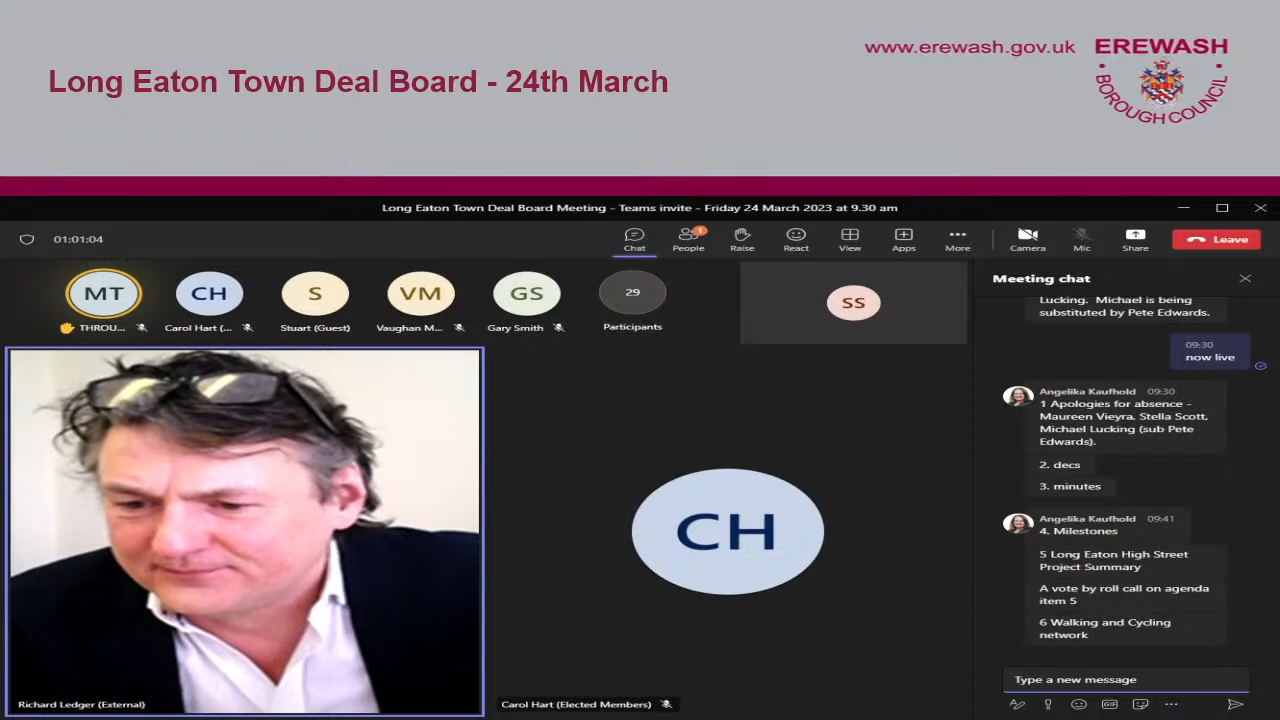 www.erewash.gov.uk
EREWASH
BOROUGH COUNCIL
Long Eaton Town Deal Board - 24th March
Long Eaton Town Deal Board Meeting - Teams invite - Friday 24 March 2023 at 9.30 am
01:01:04
Chat
1
People
Raise
React
View
Apps
More
Camera
Mic
Share
Leave
MT
CH
S
VM
GS
29
SS
THROU...
Carol Hart (...
Stuart (Guest)
Vaughan M...
Gary Smith
Participants
Meeting chat
Lucking. Michael is being
substituted by Pete Edwards.
09:30
now live
Angelika Kaufhold 09:30
1 Apologies for absence -
Maureen Vieyra, Stella Scott,
Michael Lucking (sub Pete
Edwards).
2. decs
3. minutes
Angelika Kaufhold 09:41
4. Milestones
5 Long Eaton High Street
Project Summary
A vote by roll call on agenda
item 5
6 Walking and Cycling
network
Type a new message
GIF
CH
Richard Ledger (External)
Carol Hart (Elected Members)